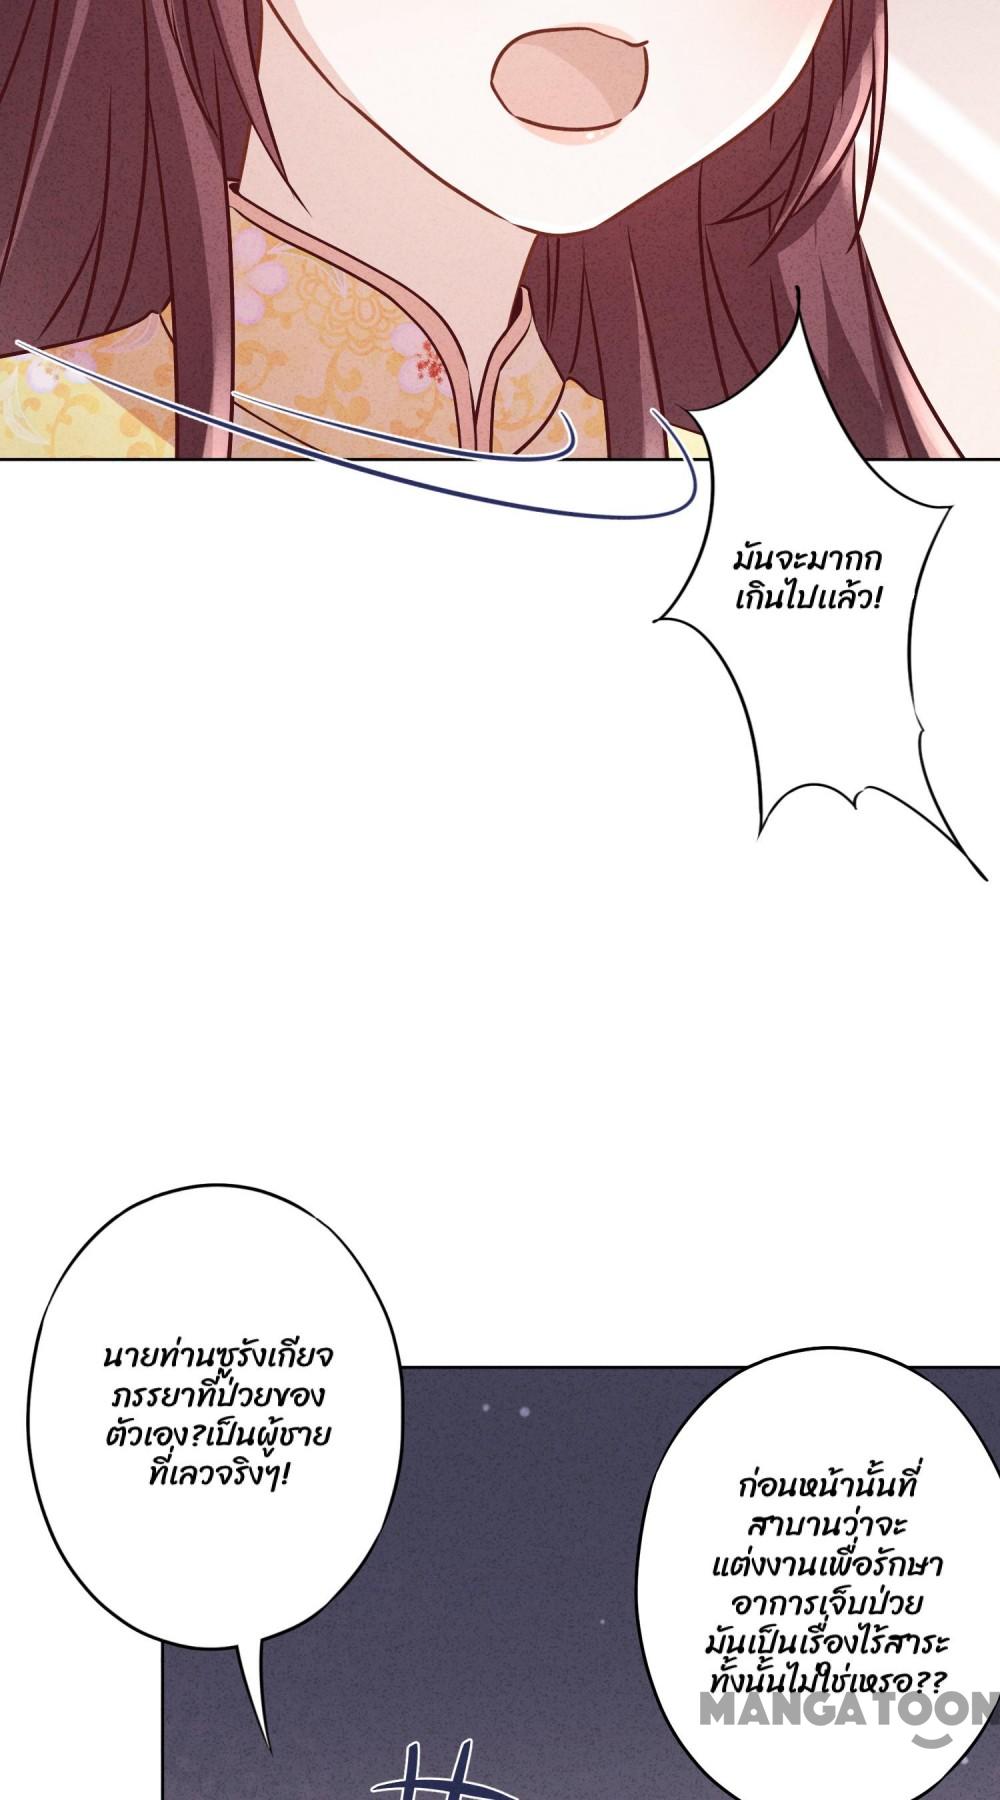 มันจะมากก
เกินไปแล้ว!
นายท่านซูรังเกียจ
ภรรยาที่ป่วยของ
ตัวเอง?เป็นผู้ชาย
ที่เลวจริงๆ!
ก่อนหน้านั้นที่
สาบานว่าจะ
แต่งงานเพื่อรักษา
อาการเจ็บป่วย
มันเป็นเรื่องไร้สาระ
ทั้งนั้นไม่ใช่เหรอ??
MANGATOON